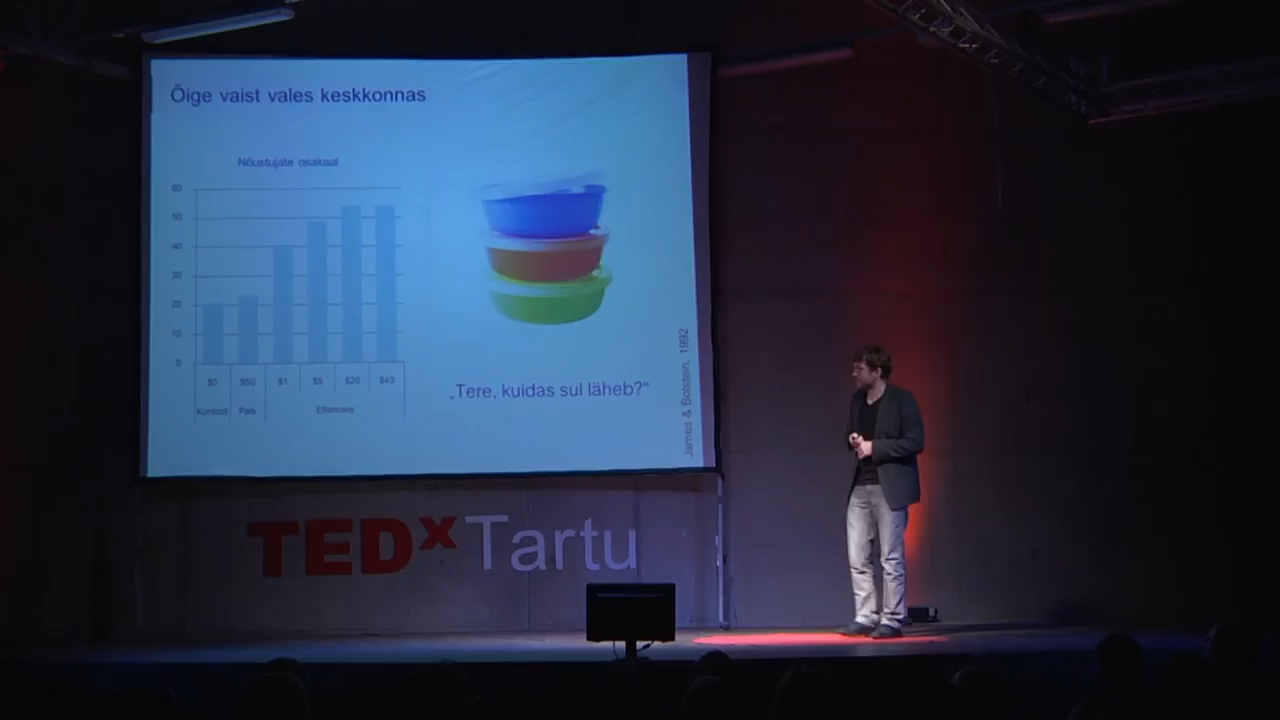 Õige vaist vales keskkonnas
Nõustujate osakaal
60
50
40
30
20
10
0
$0 $50 $1 $5 $20 $40
Kontroll Palk Ettemaks
„Tere, kuidas sul läheb?“
James & Bolstein, 1992
TEDx Tartu